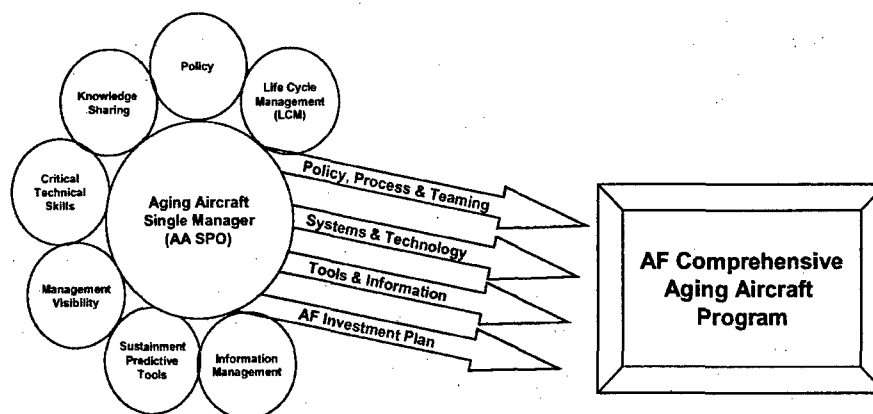 Policy
Life Cycle
Management
(LCM)
Knowledge
Sharing
Critical
Technical
Skills
Aging Aircraft
Single Manager
(AA SPO)
Management
Visibility
Sustainment
Predictive
Tools
Information
Management
Policy, Process & Teaming
Systems & Technology
Tools & Information
AF Investment Plan
AF Comprehensive
Aging Aircraft
Program